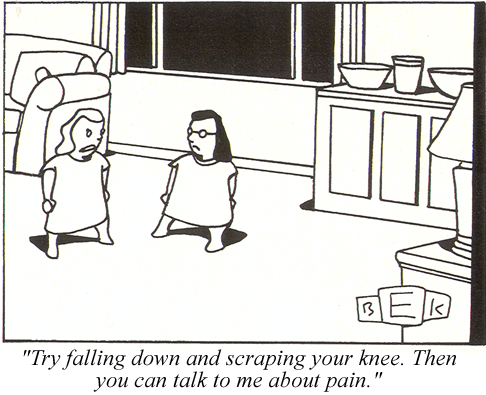 B E K
"Try falling down and scraping your knee. Then
you can talk to me about pain."